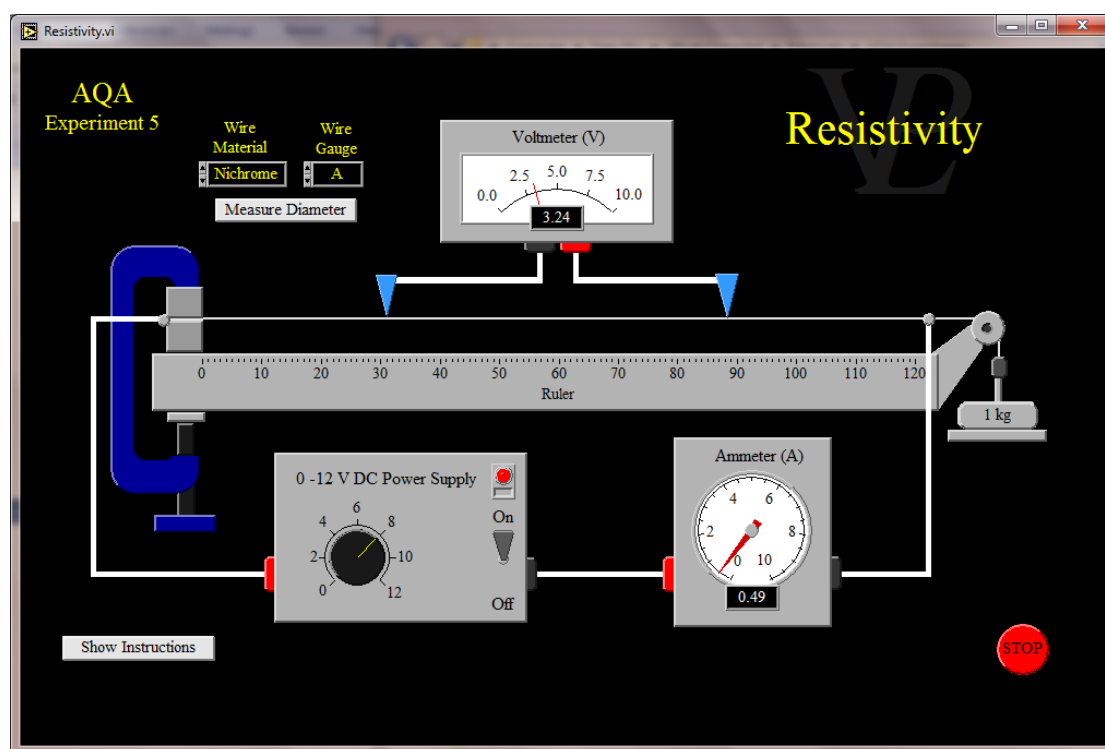 Resistivity.vi
AQA
Experiment 5
Resistivity
Wire
Material
Wire
Gauge
Nichrome
A
Measure Diameter
Voltmeter (V)
0.0 2.5 5.0 7.5 10.0
3.24
0 10 20 30 40 50 60 70 80 90 100 110 120
Ruler
1 kg
0 -12 V DC Power Supply
0 2 4 6 8 10 12
On
Off
Ammeter (A)
0 2 4 6 8 10
0.49
Show Instructions
STOP